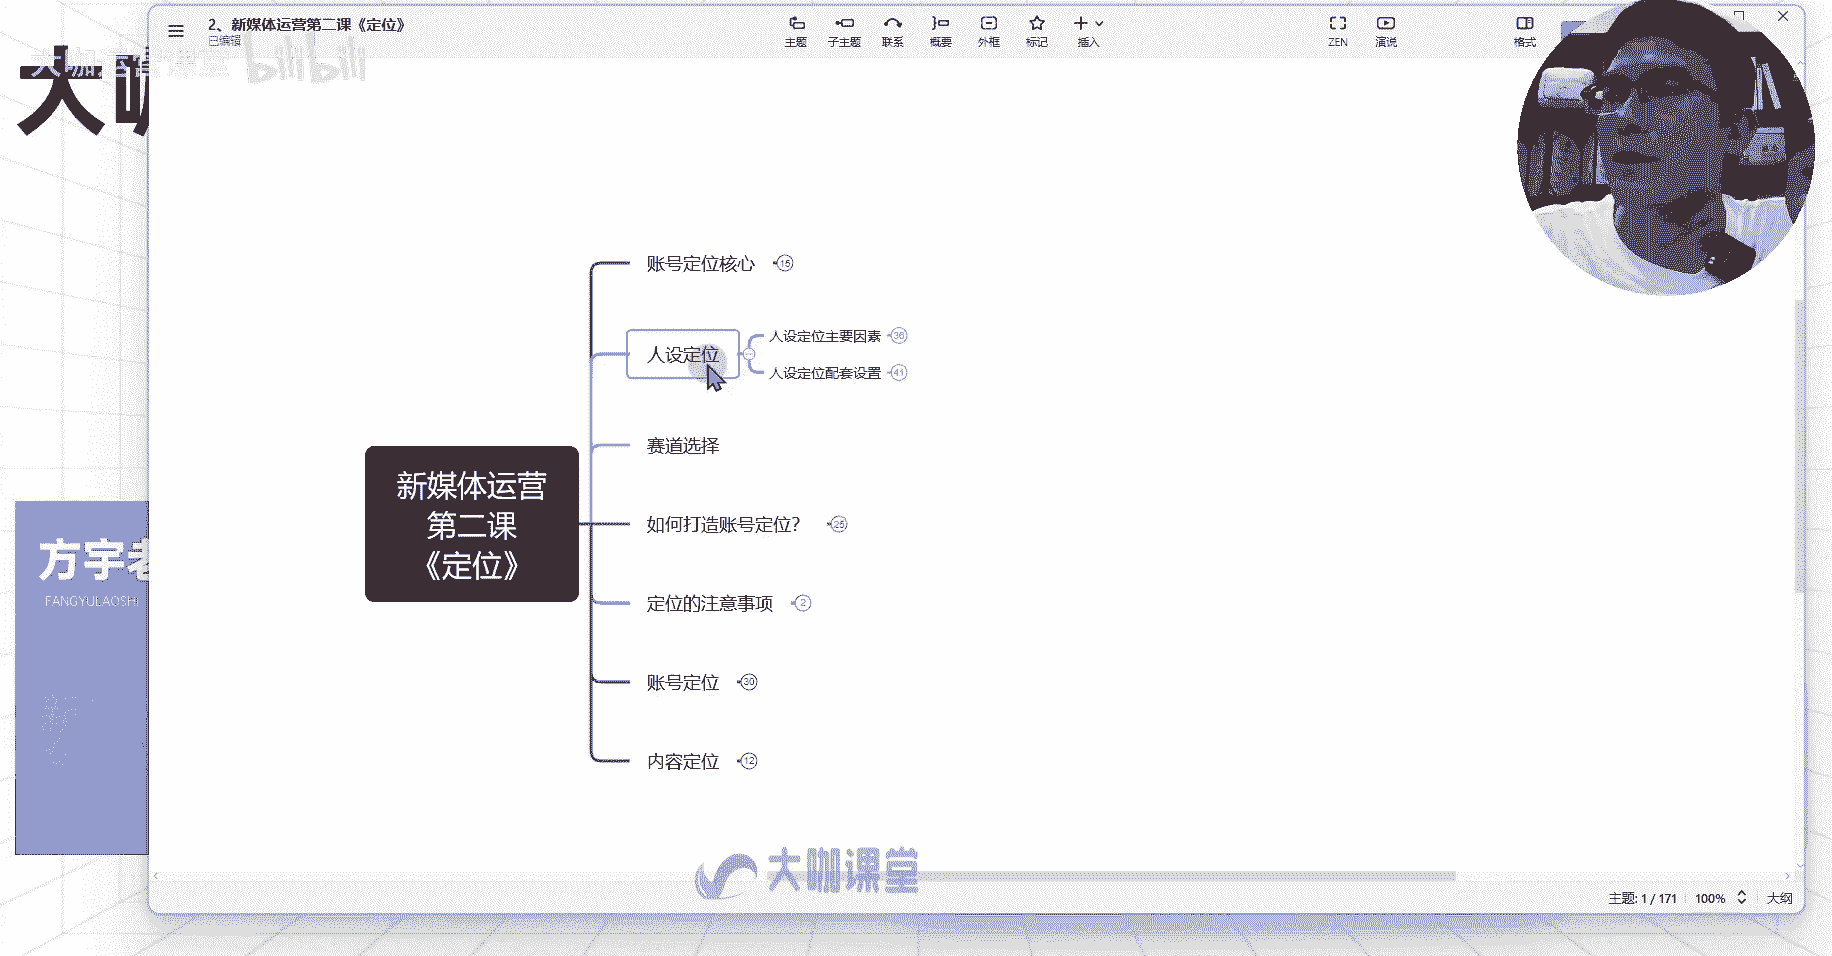 2、新媒体运营第二课《定位》
已编辑
主题
子主题
联系
概要
外框
标记
插入
ZEN
演说
格式
大咖运营课堂
bilibili
大咖
账号定位核心 15
人设定位
人设定位主要因素 36
人设定位配套设置 41
赛道选择
新媒体运营
第二课
《定位》
如何打造账号定位？ 25
定位的注意事项 2
账号定位 30
内容定位 12
方宇老
FANGYULAOSHI
大咖课堂
主题: 1 / 171
100%
大纲